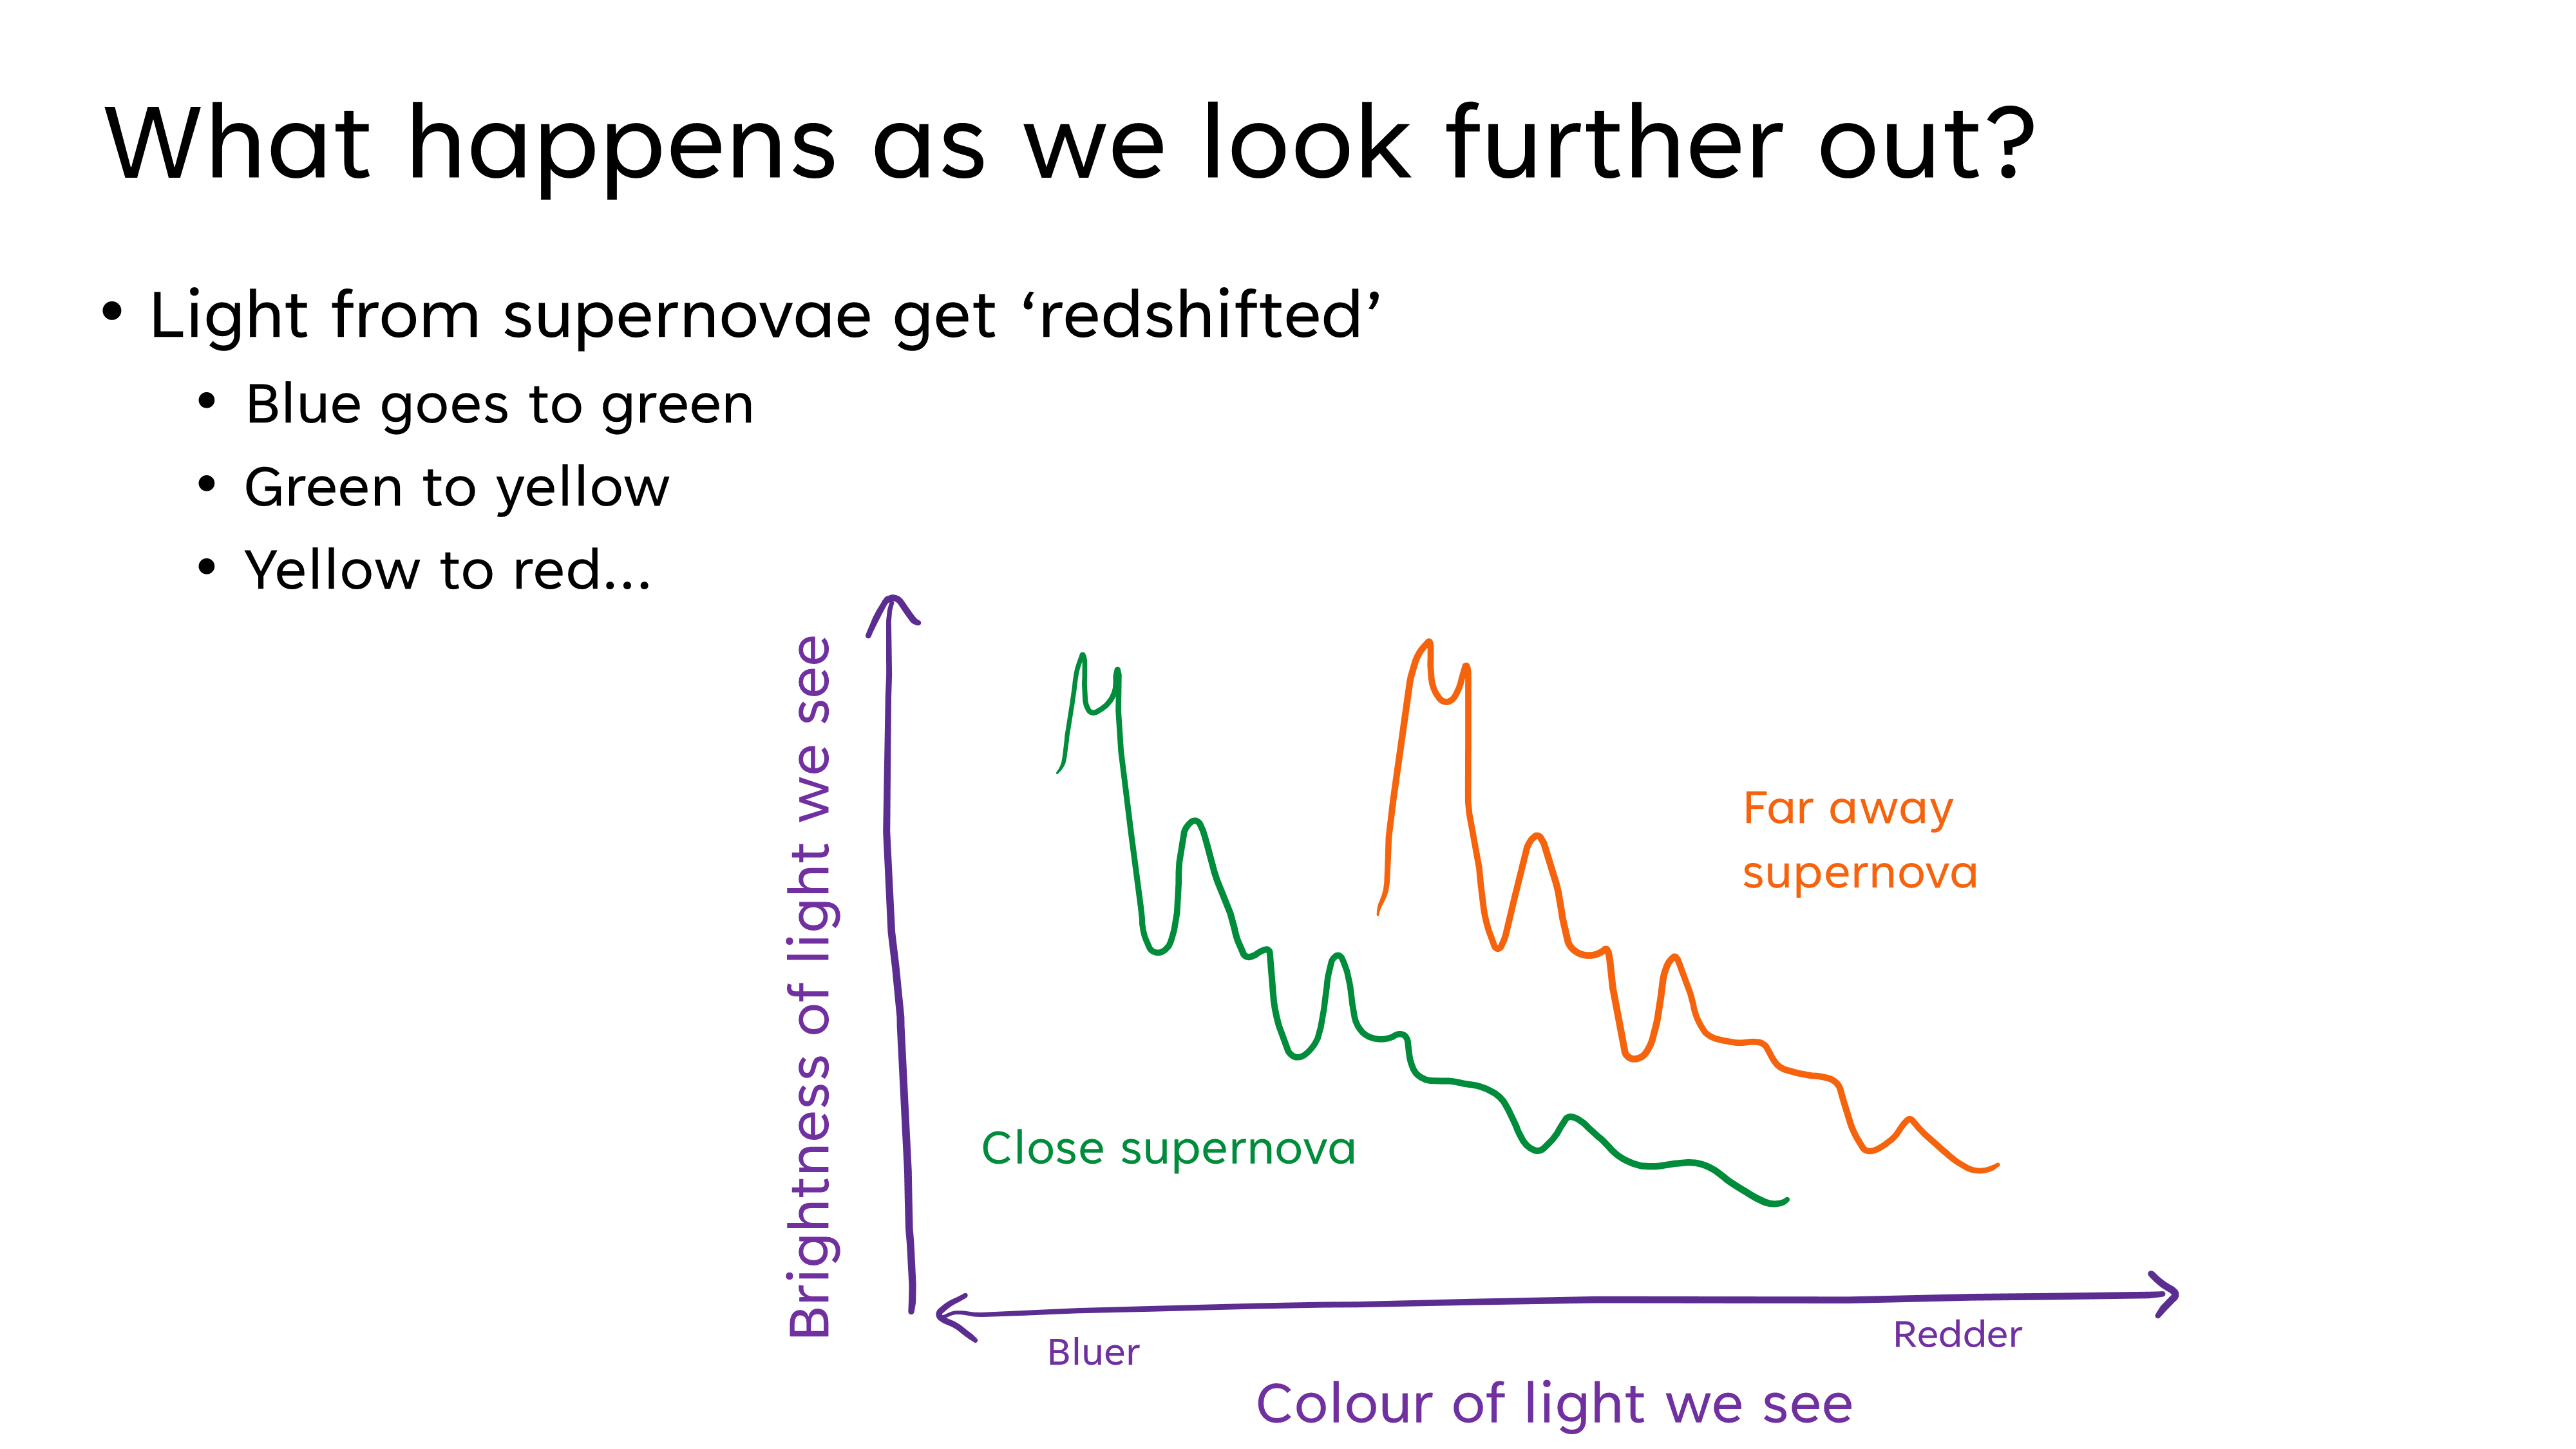 What happens as we look further out?
• Light from supernovae get ‘redshifted’
• Blue goes to green
• Green to yellow
• Yellow to red...
Brightness of light we see
Far away
supernova
Close supernova
Bluer
Redder
Colour of light we see